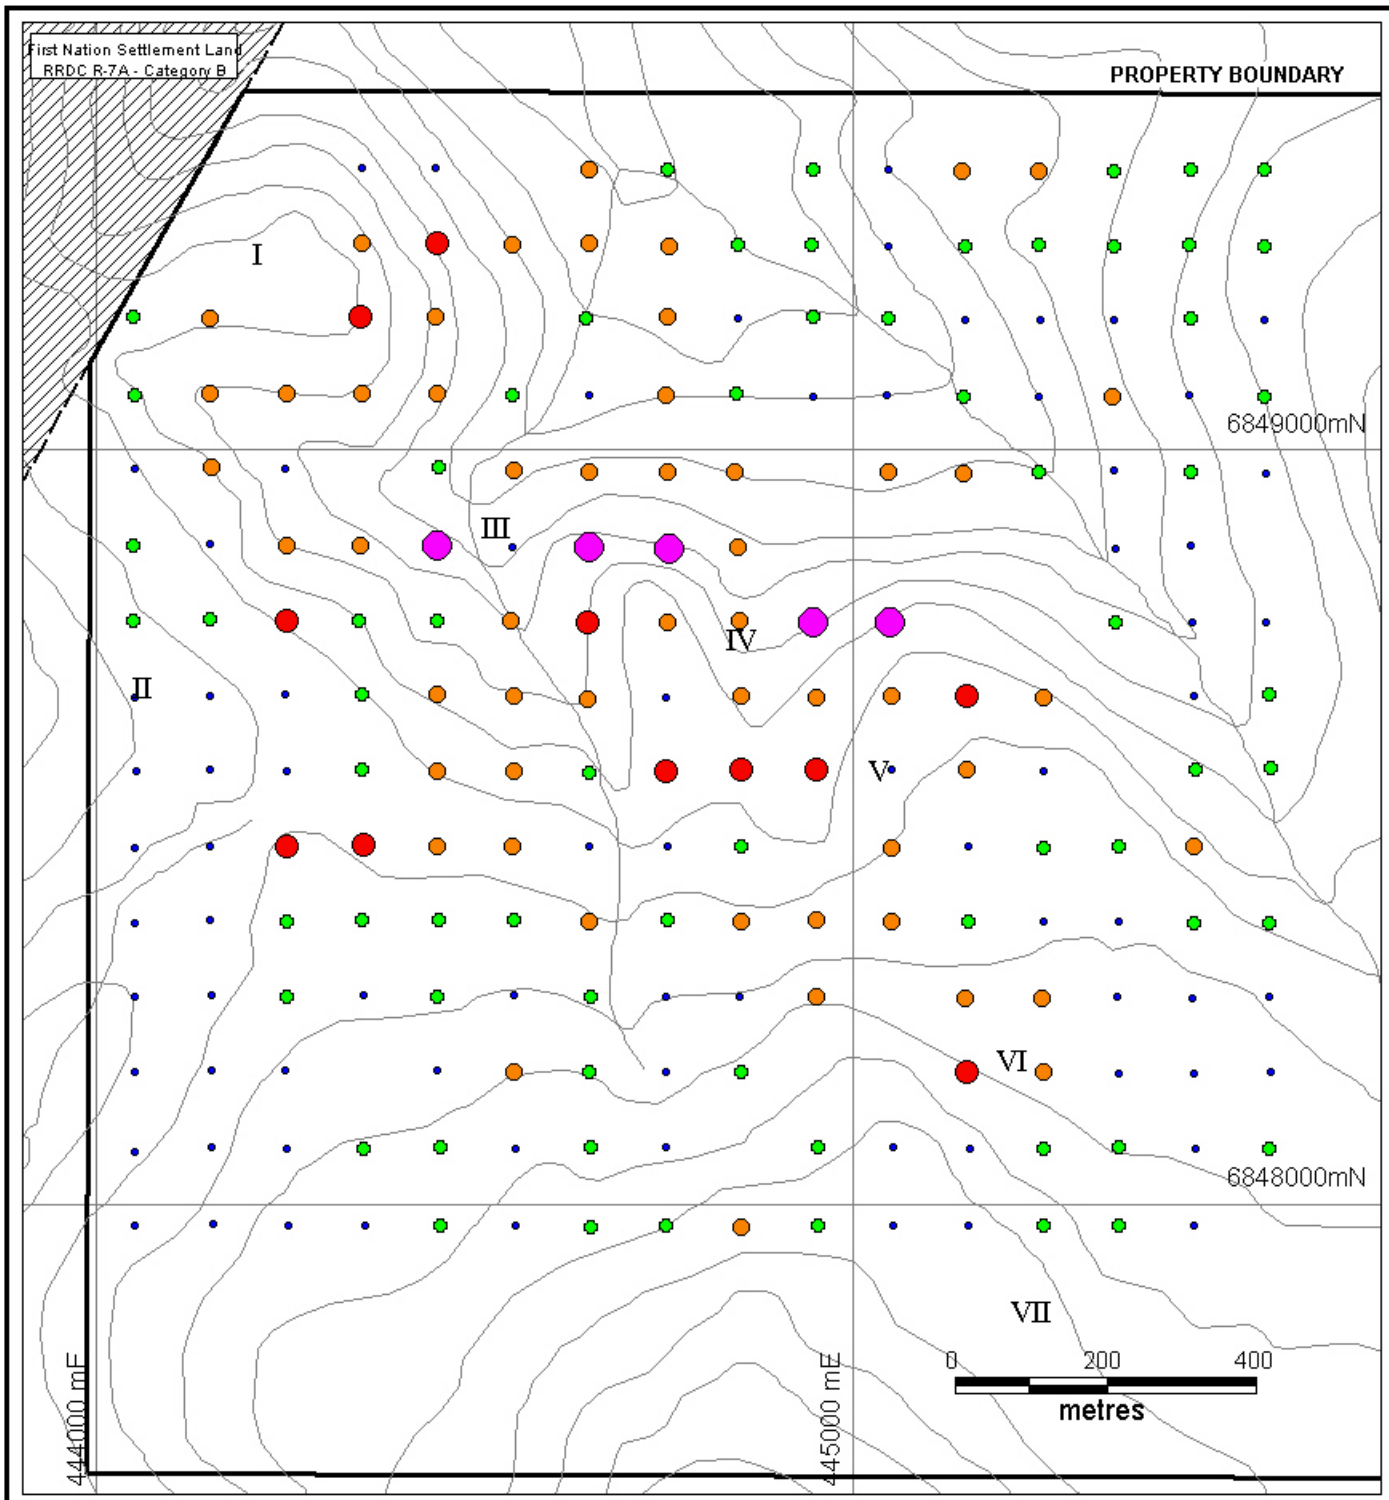 First Nation Settlement Land
RRDC R-7A - Category B
PROPERTY BOUNDARY
I
6849000mN
III
IV
II
V
VI
6848000mN
VII
0 200 400
metres
444000 mE
445000 mE